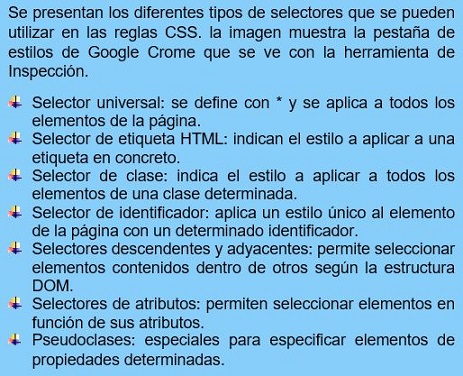 Se presentan los diferentes tipos de selectores que se pueden
utilizar en las reglas CSS. la imagen muestra la pestaña de
estilos de Google Crome que se ve con la herramienta de
Inspección.
Selector universal: se define con * y se aplica a todos los
elementos de la página.
Selector de etiqueta HTML: indican el estilo a aplicar a una
etiqueta en concreto.
Selector de clase: indica el estilo a aplicar a todos los
elementos de una clase determinada.
Selector de identificador: aplica un estilo único al elemento
de la página con un determinado identificador.
Selectores descendentes y adyacentes: permite seleccionar
elementos contenidos dentro de otros según la estructura
DOM.
Selectores de atributos: permiten seleccionar elementos en
función de sus atributos.
Pseudoclases: especiales para especificar elementos de
propiedades determinadas.